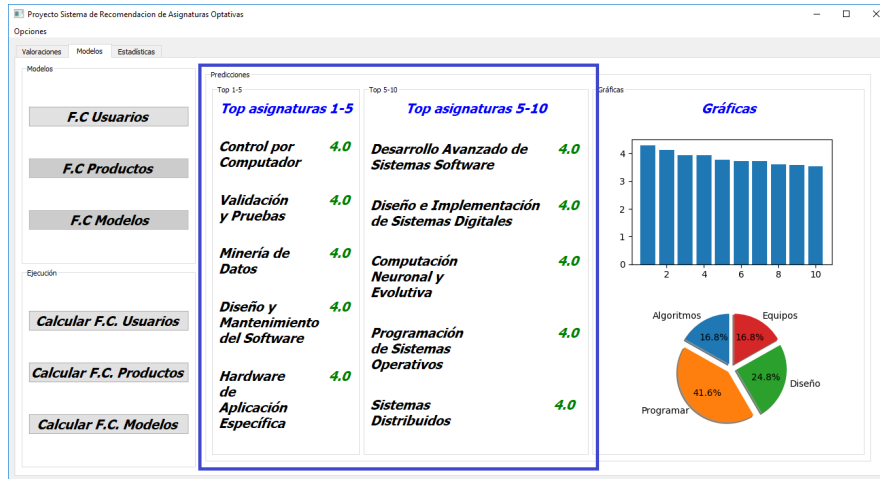 Proyecto Sistema de Recomendacion de Asignaturas Optativas
Opciones
Valoraciones Modelos Estadísticas
Modelos
F.C Usuarios
F.C Productos
F.C Modelos
Ejecución
Calcular F.C. Usuarios
Calcular F.C. Productos
Calcular F.C. Modelos
Predicciones
Top 1-5
Top asignaturas 1-5
Control por 4.0
Computador
Validación 4.0
y Pruebas
Minería de 4.0
Datos
Diseño y 4.0
Mantenimiento
del Software
Hardware 4.0
de
Aplicación
Específica
Top 5-10
Top asignaturas 5-10
Desarrollo Avanzado de 4.0
Sistemas Software
Diseño e Implementación 4.0
de Sistemas Digitales
Computación 4.0
Neuronal y
Evolutiva
Programación 4.0
de Sistemas
Operativos
Sistemas 4.0
Distribuidos
Gráficas
Gráficas
4
3
2
1
0
2 4 6 8 10
Algoritmos Equipos
16.8% 16.8%
24.8% Diseño
41.6%
Programar